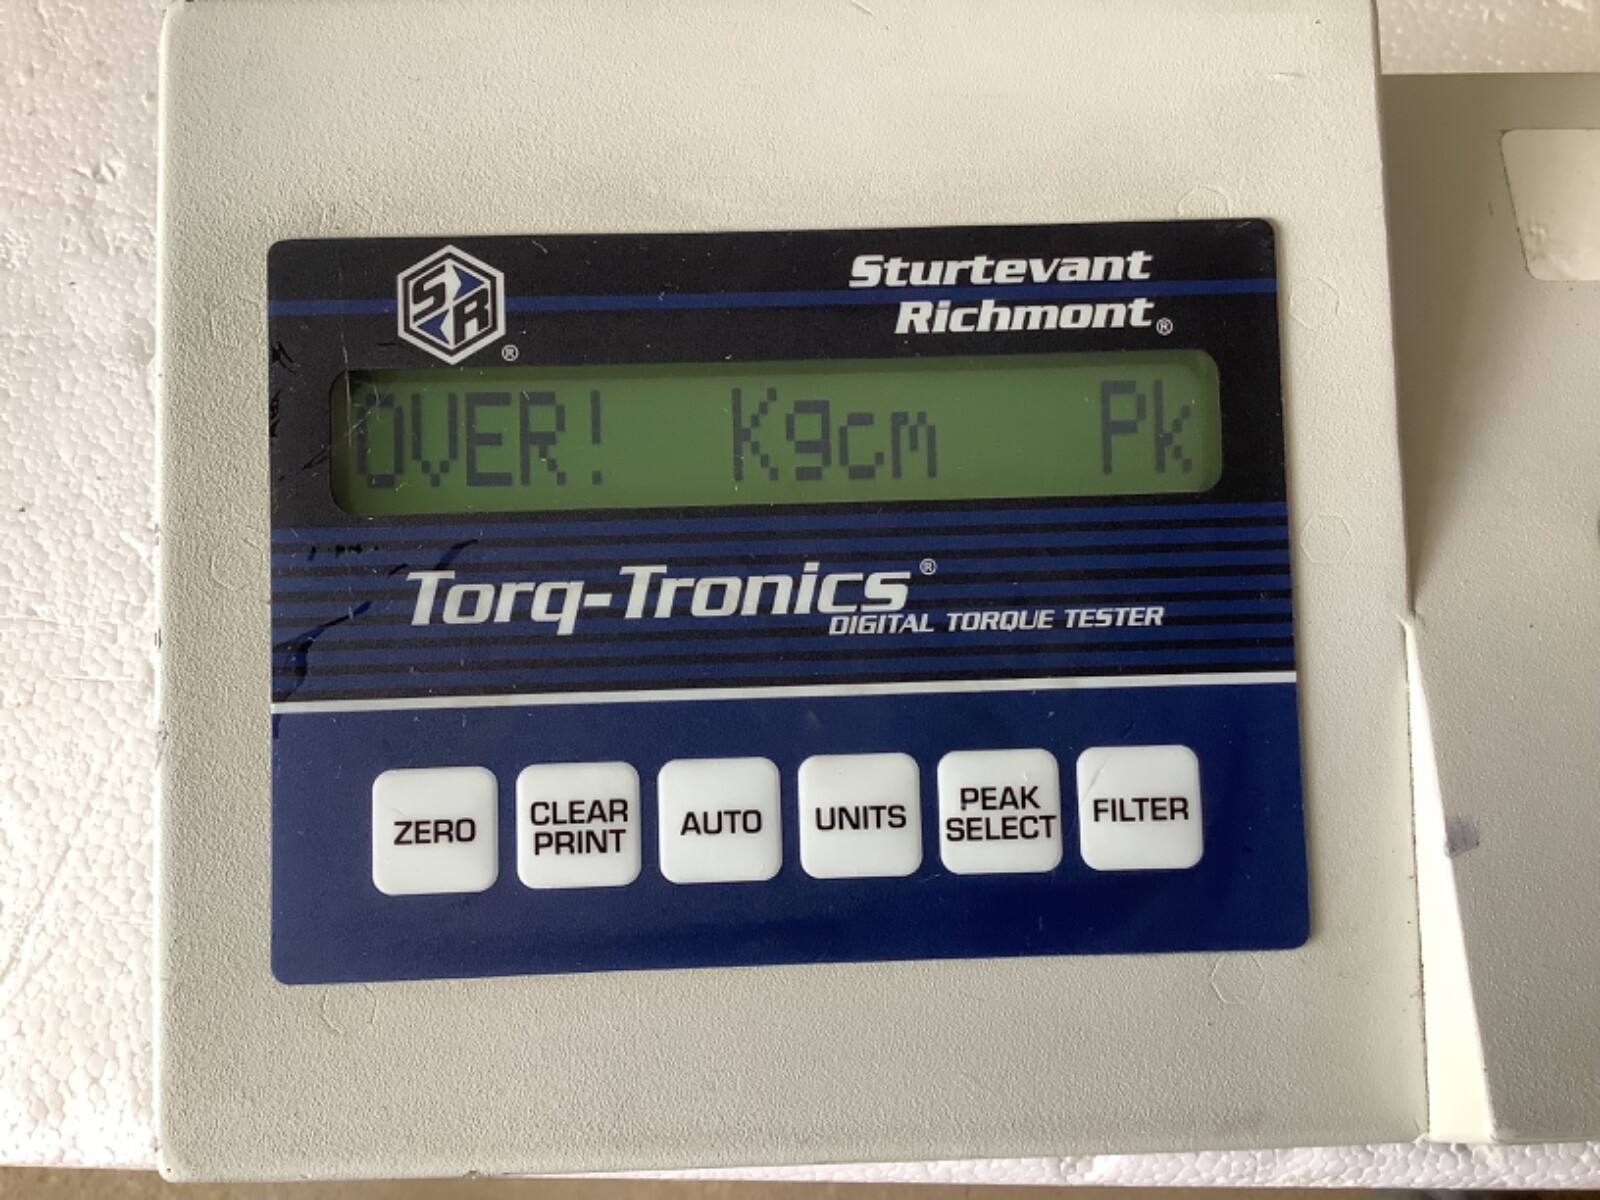 SR®
Sturtevant
Richmont®
OVER! Kgcm Pk
Torq-Tronics®
DIGITAL TORQUE TESTER
ZERO
CLEAR
PRINT
AUTO
UNITS
PEAK
SELECT
FILTER